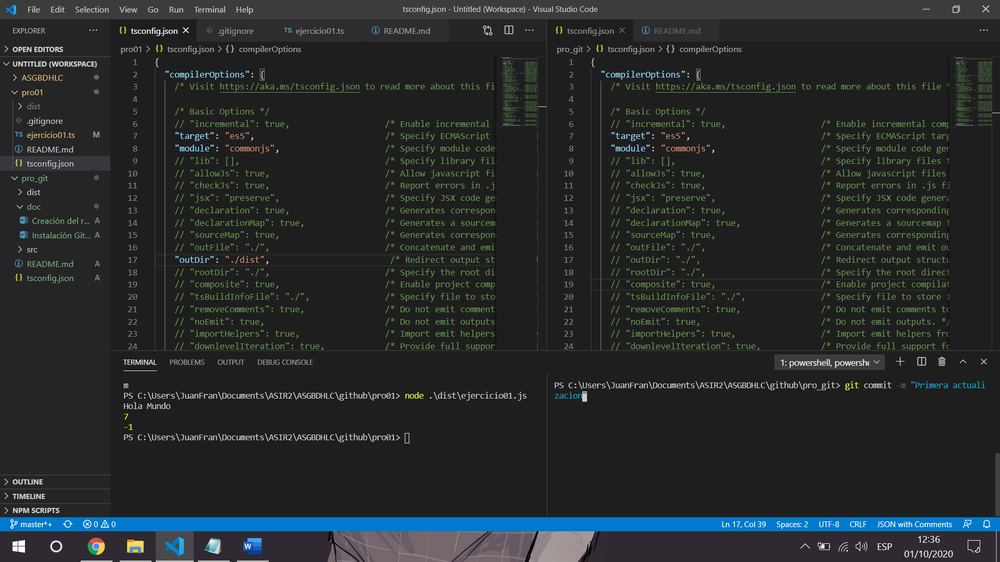 File Edit Selection View Go Run Terminal Help
tsconfig.json - Untitled (Workspace) - Visual Studio Code
EXPLORER
OPEN EDITORS
UNTITLED (WORKSPACE)
ASGBDHLC
pro01
dist
.gitignore
TS ejercicio01.ts M
README.md
{} tsconfig.json
pro_git
dist
doc
Creación del r... A
Instalación Git... A
src
README.md A
{} tsconfig.json A
OUTLINE
TIMELINE
NPM SCRIPTS
{} tsconfig.json .gitignore TS ejercicio01.ts README.md
pro01 > {} tsconfig.json > {} compilerOptions
1 {
2 "compilerOptions": {
3 /* Visit https://aka.ms/tsconfig.json to read more about this fi
4
5 /* Basic Options */
6 // "incremental": true, /* Enable incremental
7 "target": "es5", /* Specify ECMAScript
8 "module": "commonjs", /* Specify module code
9 // "lib": [], /* Specify library fil
10 // "allowJs": true, /* Allow javascript fi
11 // "checkJs": true, /* Report errors in .j
12 // "jsx": "preserve", /* Specify JSX code ge
13 // "declaration": true, /* Generates correspon
14 // "declarationMap": true, /* Generates a sourcem
15 // "sourceMap": true, /* Generates correspon
16 // "outFile": "./", /* Concatenate and emi
17 "outDir": "./dist", /* Redirect output st
18 // "rootDir": "./", /* Specify the root di
19 // "composite": true, /* Enable project comp
20 // "tsBuildInfoFile": "./", /* Specify file to sto
21 // "removeComments": true, /* Do not emit comment
22 // "noEmit": true, /* Do not emit outputs
23 // "importHelpers": true, /* Import emit helpers
24 // "downlevelIteration": true, /* Provide full suppor
{} tsconfig.json README.md
pro_git > {} tsconfig.json > {} compilerOptions
1 {
2 "compilerOptions": {
3 /* Visit https://aka.ms/tsconfig.json to read more about this file *
4
5 /* Basic Options */
6 // "incremental": true, /* Enable incremental comp
7 "target": "es5", /* Specify ECMAScript targ
8 "module": "commonjs", /* Specify module code gen
9 // "lib": [], /* Specify library files t
10 // "allowJs": true, /* Allow javascript files
11 // "checkJs": true, /* Report errors in .js fi
12 // "jsx": "preserve", /* Specify JSX code genera
13 // "declaration": true, /* Generates corresponding
14 // "declarationMap": true, /* Generates a sourcemap f
15 // "sourceMap": true, /* Generates corresponding
16 // "outFile": "./", /* Concatenate and emit ou
17 // "outDir": "./", /* Redirect output structu
18 // "rootDir": "./", /* Specify the root direct
19 // "composite": true, /* Enable project compilat
20 // "tsBuildInfoFile": "./", /* Specify file to store i
21 // "removeComments": true, /* Do not emit comments to
22 // "noEmit": true, /* Do not emit outputs. */
23 // "importHelpers": true, /* Import emit helpers fro
24 // "downlevelIteration": true, /* Provide full support fo
TERMINAL PROBLEMS OUTPUT DEBUG CONSOLE
1: powershell, powershe
m
PS C:\Users\JuanFran\Documents\ASIR2\ASGBDHLC\github\pro01> node .\dist\ejercicio01.js
Hola Mundo
7
-1
PS C:\Users\JuanFran\Documents\ASIR2\ASGBDHLC\github\pro01>
PS C:\Users\JuanFran\Documents\ASIR2\ASGBDHLC\github\pro_git> git commit -m "Primera actuali
zacion"
master*+ 0 0
Ln 17, Col 39 Spaces: 2 UTF-8 CRLF JSON with Comments
ESP
12:36
01/10/2020